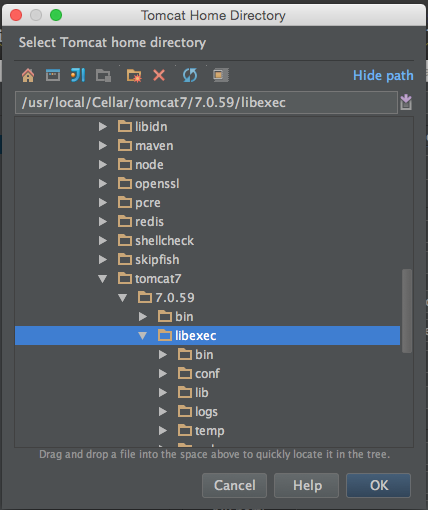 Tomcat Home Directory
Select Tomcat home directory
Hide path
/usr/local/Cellar/tomcat7/7.0.59/libexec
libidn
maven
node
openssl
pcre
redis
shellcheck
skipfish
tomcat7
7.0.59
bin
libexec
bin
conf
lib
logs
temp
Drag and drop a file into the space above to quickly locate it in the tree.
Cancel Help OK